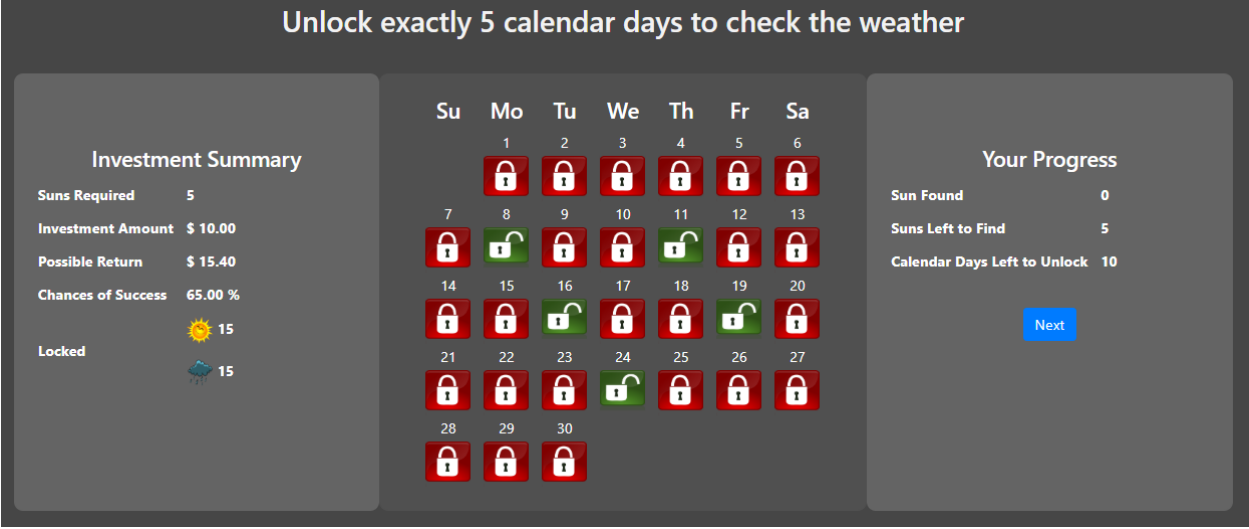 Unlock exactly 5 calendar days to check the weather
Investment Summary
Suns Required 5
Investment Amount $ 10.00
Possible Return $ 15.40
Chances of Success 65.00 %
15
Locked
15
Su Mo Tu We Th Fr Sa
1 2 3 4 5 6
7 8 9 10 11 12 13
14 15 16 17 18 19 20
21 22 23 24 25 26 27
28 29 30
Your Progress
Sun Found 0
Suns Left to Find 5
Calendar Days Left to Unlock 10
Next